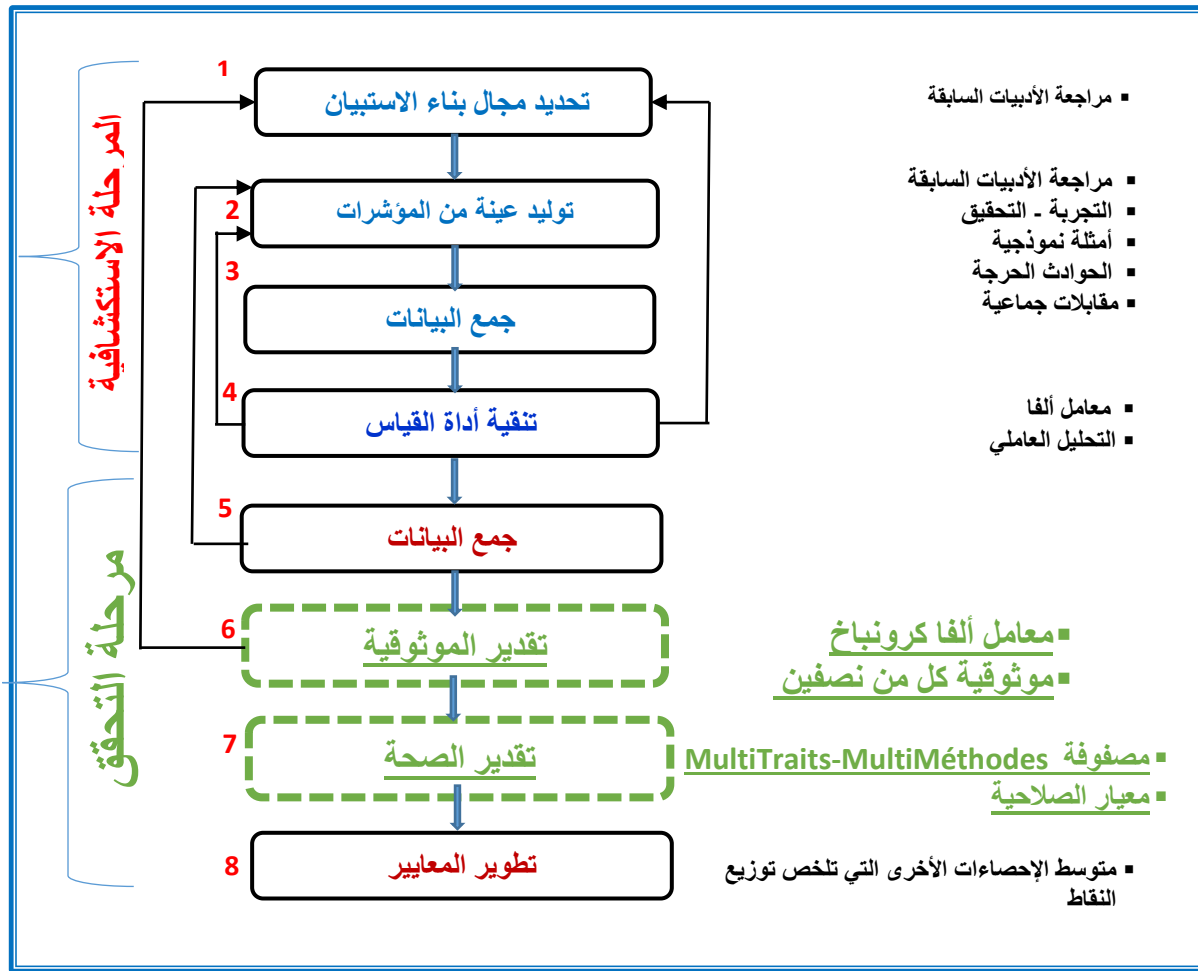 1
تحديد مجال بناء الاستبيان
▪ مراجعة الأدبيات السابقة
المرحلة الاستكشافية
2
توليد عينة من المؤشرات
▪ مراجعة الأدبيات السابقة
▪ التجربة - التحقيق
▪ أمثلة نموذجية
▪ الحوادث الحرجة
▪ مقابلات جماعية
3
جمع البيانات
4
تنقية أداة القياس
▪ معامل ألفا
▪ التحليل العاملي
5
جمع البيانات
مرحلة التحقق
6
تقدير الموثوقية
▪ معامل ألفا كرونباخ
▪ موثوقية كل من نصفين
7
تقدير الصحة
▪ مصفوفة MultiTraits-MultiMéthodes
▪ معيار الصلاحية
8
تطوير المعايير
▪ متوسط الإحصاءات الأخرى التي تلخص توزيع
النقاط